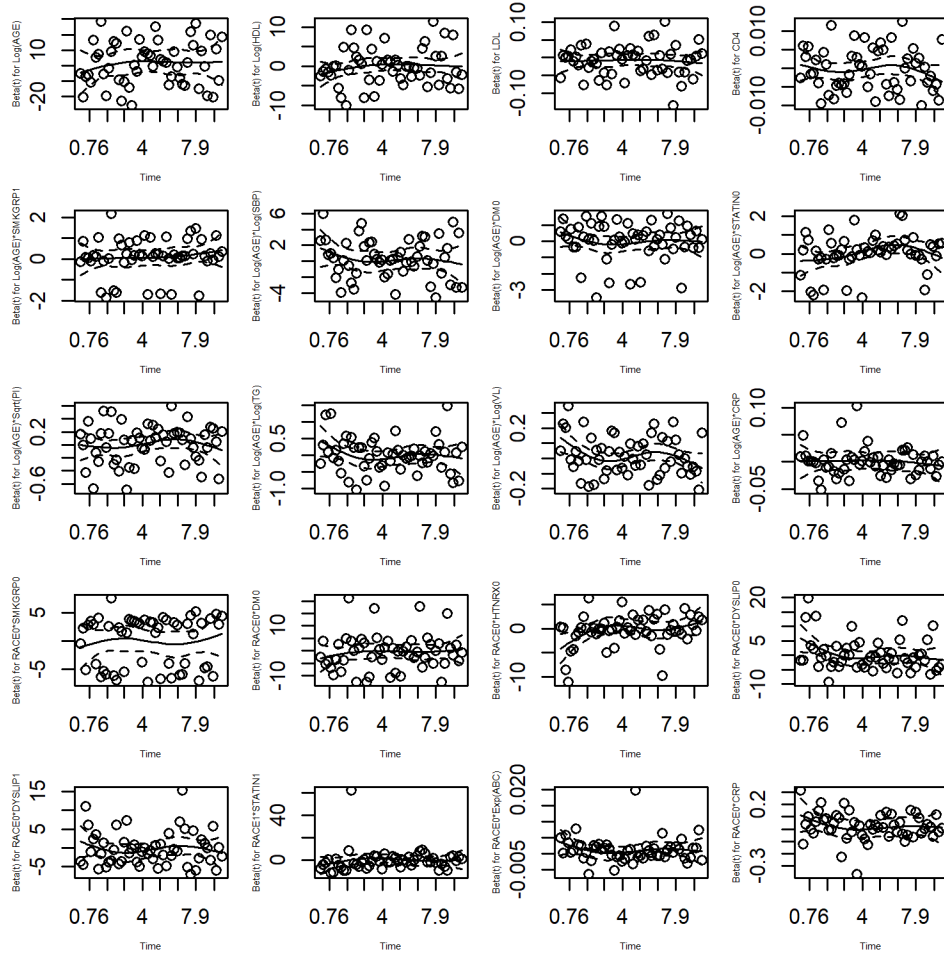 Beta(t) for Log(AGE)
10
-20
0.76 4 7.9
Time
Beta(t) for Log(HDL)
10
0
-10
0.76 4 7.9
Time
Beta(t) for LDL
0.10
-0.10
0.76 4 7.9
Time
Beta(t) for CD4
0.010
-0.010
0.76 4 7.9
Time
Beta(t) for Log(AGE)*SMKGRP1
2
0
-2
0.76 4 7.9
Time
Beta(t) for Log(AGE)*Log(SBP)
6
2
-4
0.76 4 7.9
Time
Beta(t) for Log(AGE)*DM0
0
-3
0.76 4 7.9
Time
Beta(t) for Log(AGE)*STATIN0
2
0
-2
0.76 4 7.9
Time
Beta(t) for Log(AGE)*Sqrt(PI)
0.2
-0.6
0.76 4 7.9
Time
Beta(t) for Log(AGE)*Log(TG)
0.5
-1.0
0.76 4 7.9
Time
Beta(t) for Log(AGE)*Log(VL)
0.2
-0.2
0.76 4 7.9
Time
Beta(t) for Log(AGE)*CRP
0.10
-0.05
0.76 4 7.9
Time
Beta(t) for RACE0*SMKGRP0
5
-5
0.76 4 7.9
Time
Beta(t) for RACE0*DM0
10
-10
0.76 4 7.9
Time
Beta(t) for RACE0*HTNRX0
0
-10
0.76 4 7.9
Time
Beta(t) for RACE0*DYSLIP0
20
5
-10
0.76 4 7.9
Time
Beta(t) for RACE0*DYSLIP1
15
5
-5
0.76 4 7.9
Time
Beta(t) for RACE1*STATIN1
40
0
0.76 4 7.9
Time
Beta(t) for RACE0*Exp(ABC)
0.020
-0.005
0.76 4 7.9
Time
Beta(t) for RACE0*CRP
0.2
-0.3
0.76 4 7.9
Time